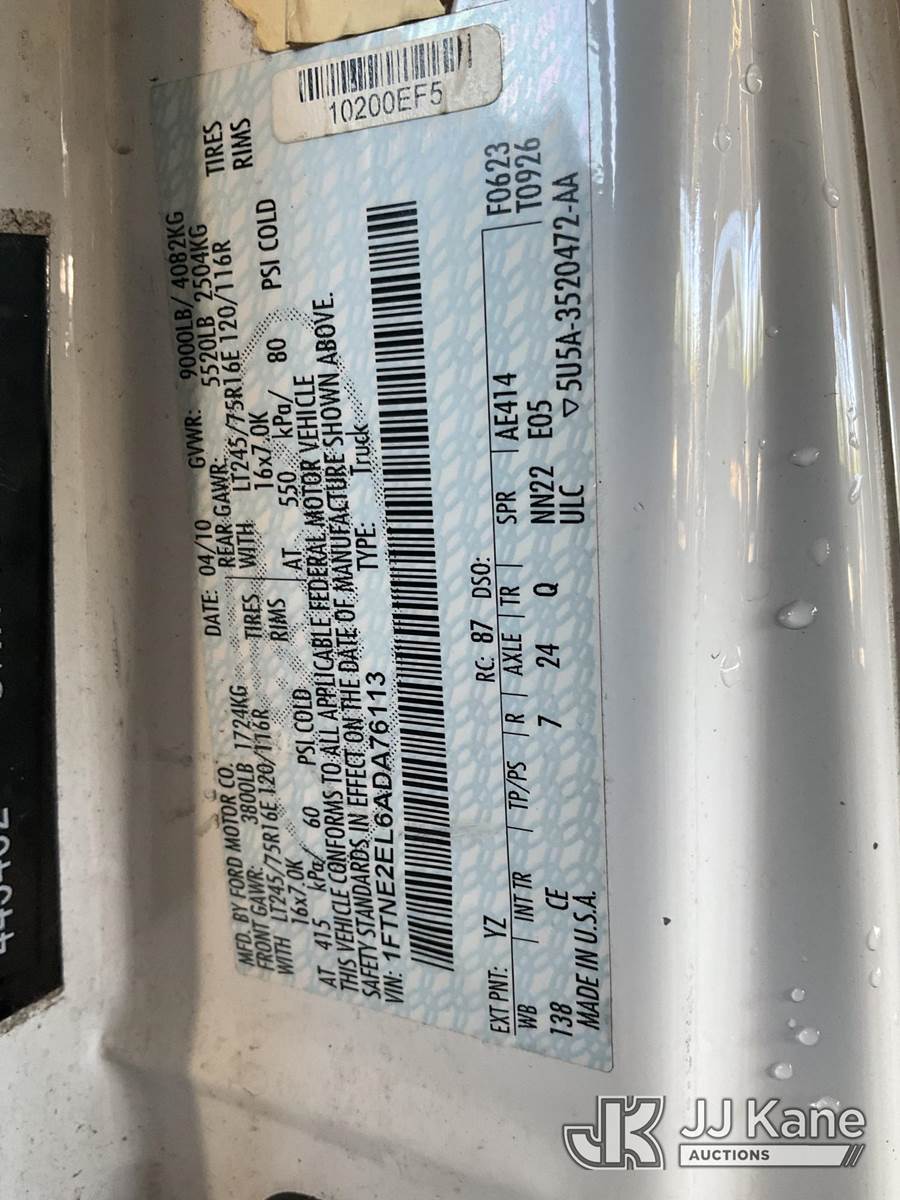 10200EF5
MFD. BY FORD MOTOR CO.
DATE: 04/10 GVWR: 9000LB/ 4082KG
FRONT GAWR: 3800LB 1724KG REAR GAWR: 5520LB 2504KG
WITH LT245/75R16E 120/116R TIRES WITH LT245/75R16E 120/116R TIRES
16x7.0K RIMS 16x7.0K RIMS
AT 415 kPa/ 60 PSI COLD AT 550 kPa/ 80 PSI COLD
THIS VEHICLE CONFORMS TO ALL APPLICABLE FEDERAL MOTOR VEHICLE
SAFETY STANDARDS IN EFFECT ON THE DATE OF MANUFACTURE SHOWN ABOVE.
VIN: 1FTNE2EL6ADA76113 TYPE: Truck
F0623
T0926
EXT PNT: YZ RC: 87 DSO:
WB INT TR TP/PS R AXLE TR SPR AE414
138 CE 7 24 Q NN22 E05
MADE IN U.S.A. ULC ▽5U5A-3520472-AA
JK JJ Kane
AUCTIONS